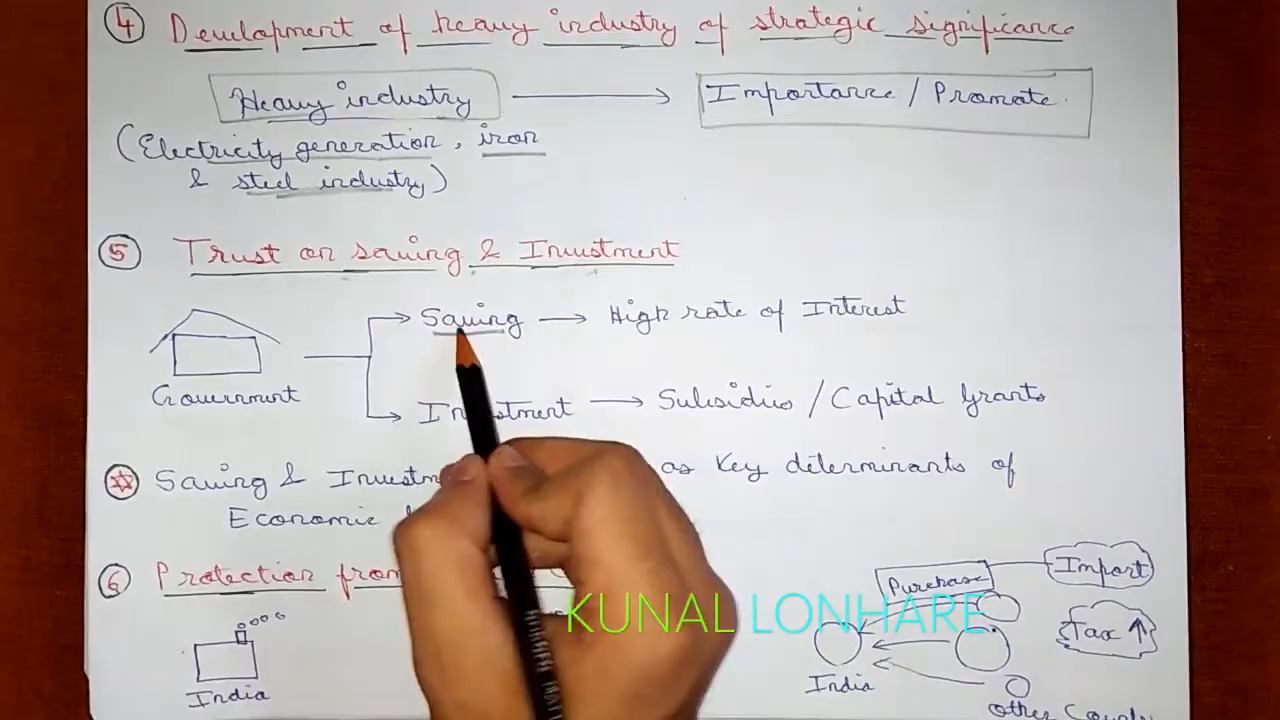 ④ Development of heavy industry of strategic significance
Heavy industry → Importance / Promote.
(Electricity generation, iron
& steel industry)
⑤ Trust on saving & Investment
Saving → High rate of Interest
Government
Investment → Subsidies / Capital Grants
Saving & as Key determinants of
Economic
⑥ Protection from
Purchase Import
KUNAL LONHARE
Tax ↑
India
India
other